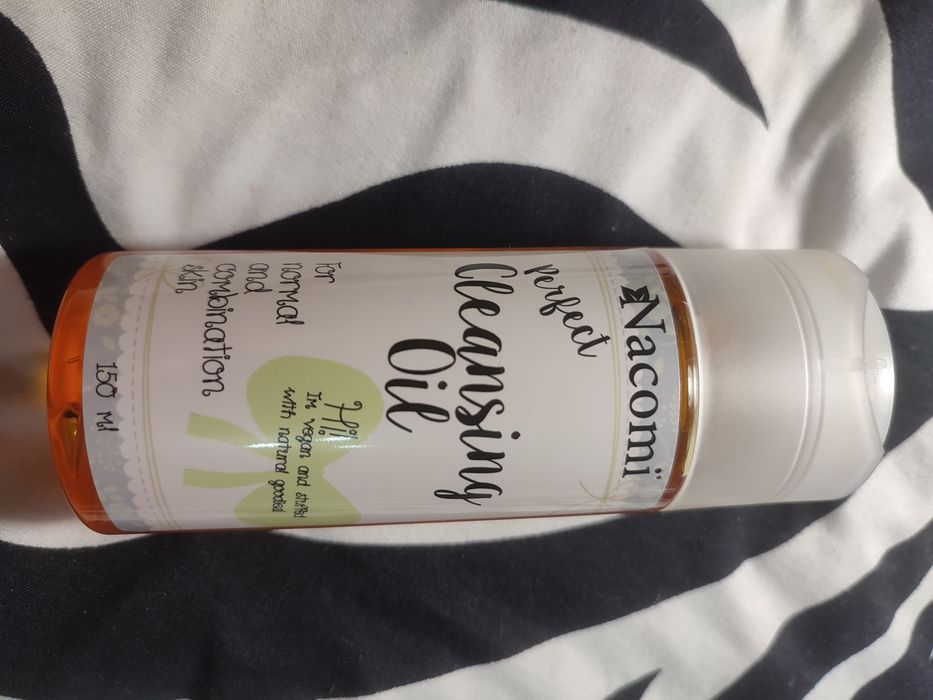 Nacomi
Perfect
Cleansing
Oil
for
normal
and
combination
skin
Hi!
I'm vegan and stuffed
with natural goodies!
150 ml